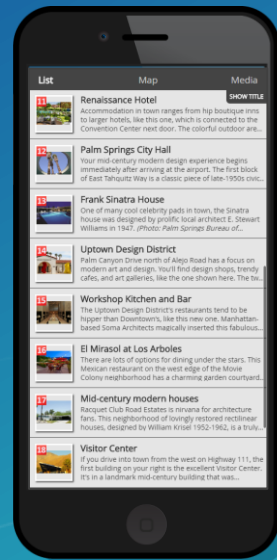 List Map Media
SHOW TITLE
11 Renaissance Hotel
Accommodation in town ranges from hip boutique inns
to larger hotels, like this one, which is connected to the
Convention Center next door. The colorful outdoor are...
12 Palm Springs City Hall
Your mid-century modern design experience begins
immediately after arriving at the airport. The first block
of East Tahquitz Way is a classic piece of late-1950s civic...
13 Frank Sinatra House
One of many cool celebrity pads in town, the Sinatra
house was designed by prolific local architect E. Stewart
Williams in 1947. (Photo: Palm Springs Bureau of...
14 Uptown Design District
Palm Canyon Drive north of Alejo Road has a focus on
modern art and design. You'll find design shops, trendy
cafes, and art galleries, like the one shown here. The tw...
15 Workshop Kitchen and Bar
The Uptown Design District's restaurants tend to be
hipper than Downtown's, like this new one. Manhattan-
based Soma Architects magically inserted this fabulous...
16 El Mirasol at Los Arboles
There are lots of options for dining under the stars. This
Mexican restaurant on the west edge of the Movie
Colony neighborhood has a charming garden courtyard...
17 Mid-century modern houses
Racquet Club Road Estates is nirvana for architecture
fans. This neighborhood of lovingly restored rectilinear
houses, designed by William Krisel 1952-1962, is a truly...
18 Visitor Center
If you drive into town from the west on Highway 111, the
first building on your right is the excellent Visitor Center.
It's in a landmark mid-century building that was...